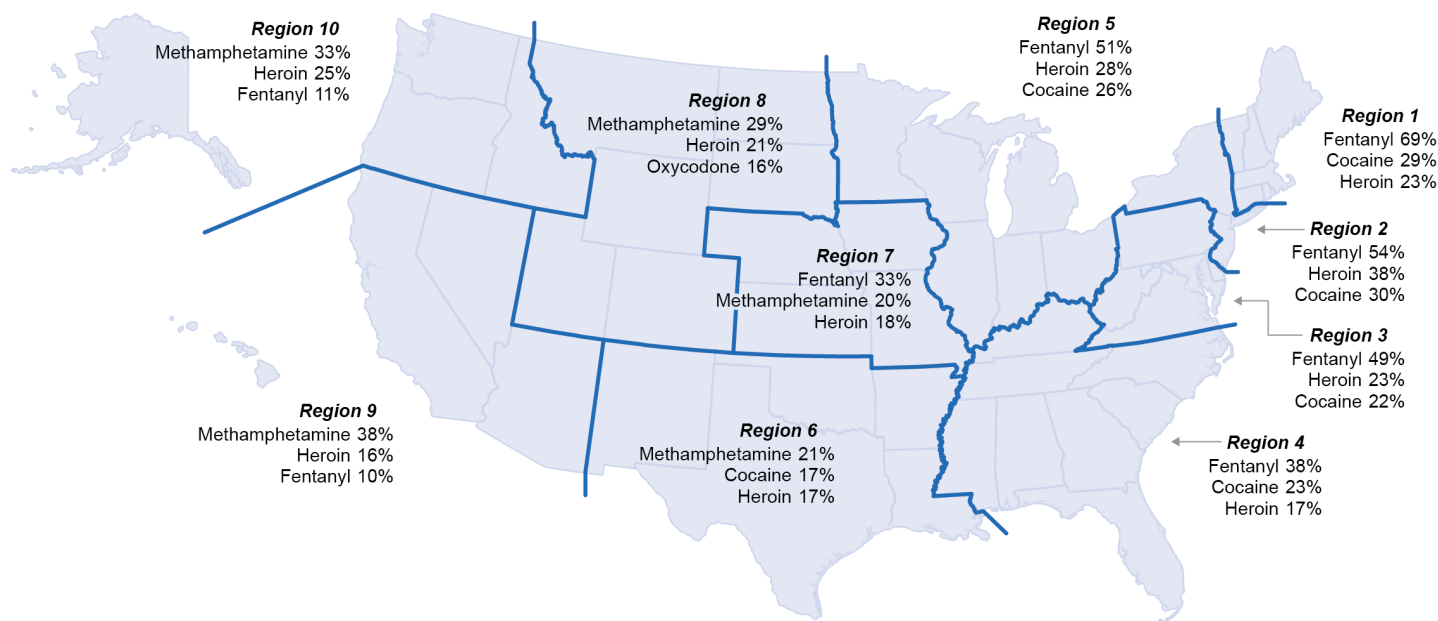 Region 10
Methamphetamine 33%
Heroin 25%
Fentanyl 11%
Region 8
Methamphetamine 29%
Heroin 21%
Oxycodone 16%
Region 5
Fentanyl 51%
Heroin 28%
Cocaine 26%
Region 1
Fentanyl 69%
Cocaine 29%
Heroin 23%
Region 2
Fentanyl 54%
Heroin 38%
Cocaine 30%
Region 7
Fentanyl 33%
Methamphetamine 20%
Heroin 18%
Region 3
Fentanyl 49%
Heroin 23%
Cocaine 22%
Region 9
Methamphetamine 38%
Heroin 16%
Fentanyl 10%
Region 6
Methamphetamine 21%
Cocaine 17%
Heroin 17%
Region 4
Fentanyl 38%
Cocaine 23%
Heroin 17%